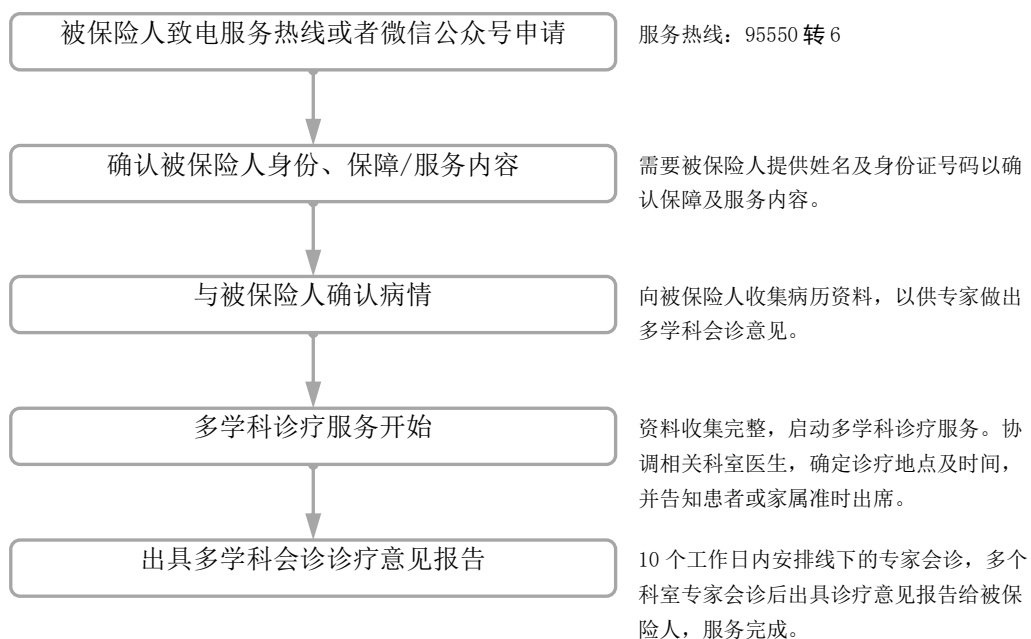 被保险人致电服务热线或者微信公众号申请
服务热线：95550 转 6
确认被保险人身份、保障/服务内容
需要被保险人提供姓名及身份证号码以确
认保障及服务内容。
与被保险人确认病情
向被保险人收集病历资料，以供专家做出
多学科会诊意见。
多学科诊疗服务开始
资料收集完整，启动多学科诊疗服务。协
调相关科室医生，确定诊疗地点及时间，
并告知患者或家属准时出席。
出具多学科会诊诊疗意见报告
10 个工作日内安排线下的专家会诊，多个
科室专家会诊后出具诊疗意见报告给被保
险人，服务完成。